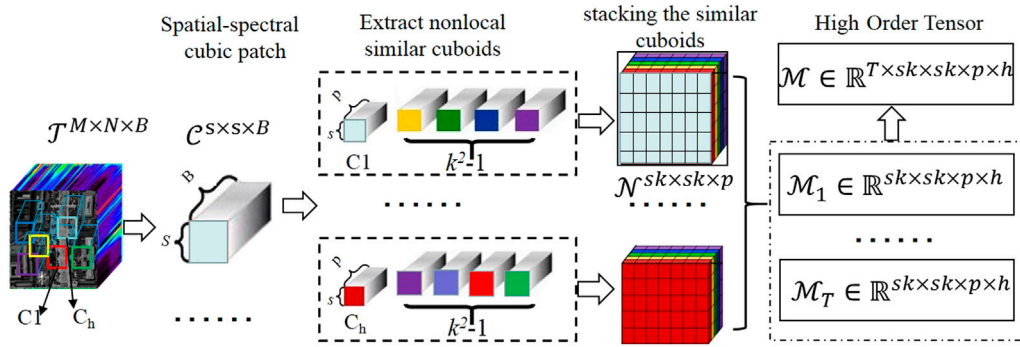 Spatial-spectral
cubic patch
Extract nonlocal
similar cuboids
stacking the similar
cuboids
High Order Tensor
𝒯^{M×N×B}
𝒞^{s×s×B}
B
s
p
s
C1
k²-1
𝒩^{sk×sk×p}
ℳ ∈ ℝ^{T×sk×sk×p×h}
ℳ₁ ∈ ℝ^{sk×sk×p×h}
......
......
......
......
C1
C_h
p
s
C_h
k²-1
ℳ_T ∈ ℝ^{sk×sk×p×h}